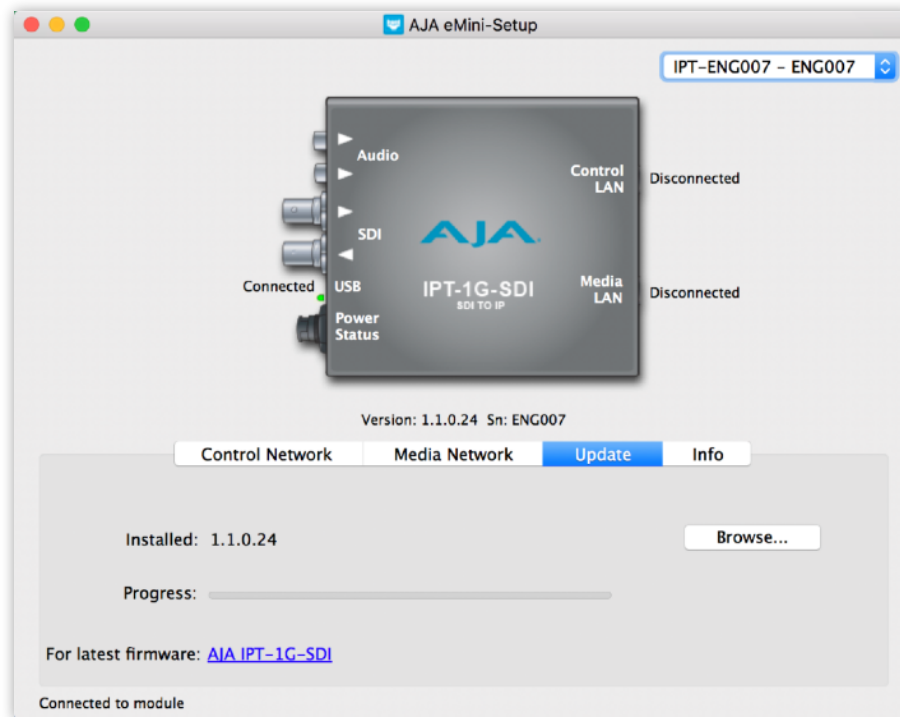 AJA eMini-Setup
IPT-ENG007 - ENG007
Audio
Control
LAN
Disconnected
SDI
AJA
Connected
USB
IPT-1G-SDI
SDI TO IP
Media
LAN
Disconnected
Power
Status
Version: 1.1.0.24 Sn: ENG007
Control Network
Media Network
Update
Info
Installed: 1.1.0.24
Browse...
Progress:
For latest firmware: AJA IPT-1G-SDI
Connected to module